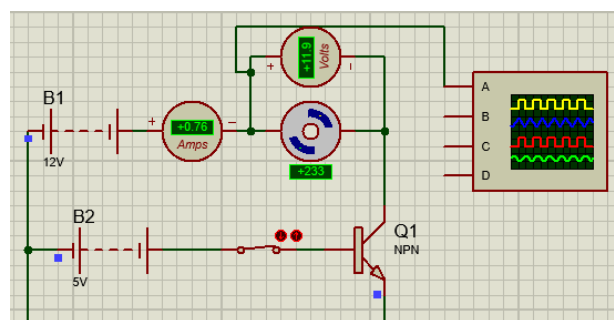 +11.9
Volts
+
−
A
B1
+
+0.76
−
B
Amps
C
12V
+233
D
B2
Q1
NPN
5V